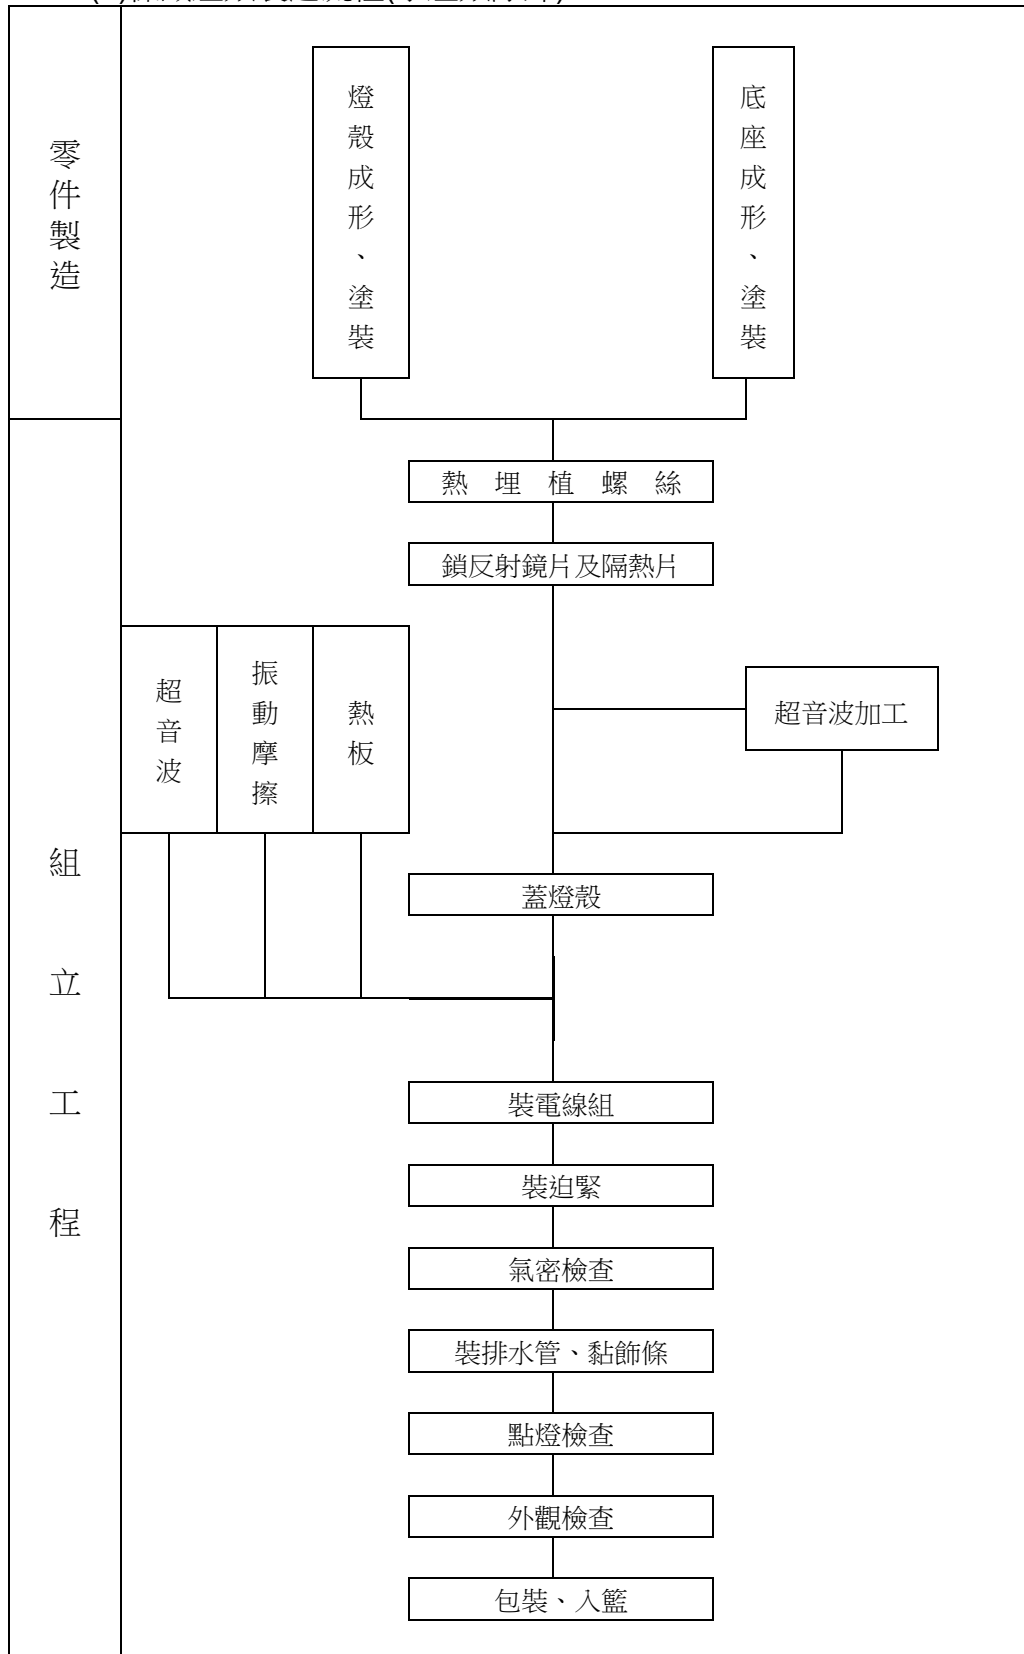 零件製造
燈殼成形、塗裝
底座成形、塗裝
熱埋植螺絲
鎖反射鏡片及隔熱片
超音波
振動摩擦
熱板
超音波加工
蓋燈殼
組立工程
裝電線組
裝迫緊
氣密檢查
裝排水管、黏飾條
點燈檢查
外觀檢查
包裝、入籃